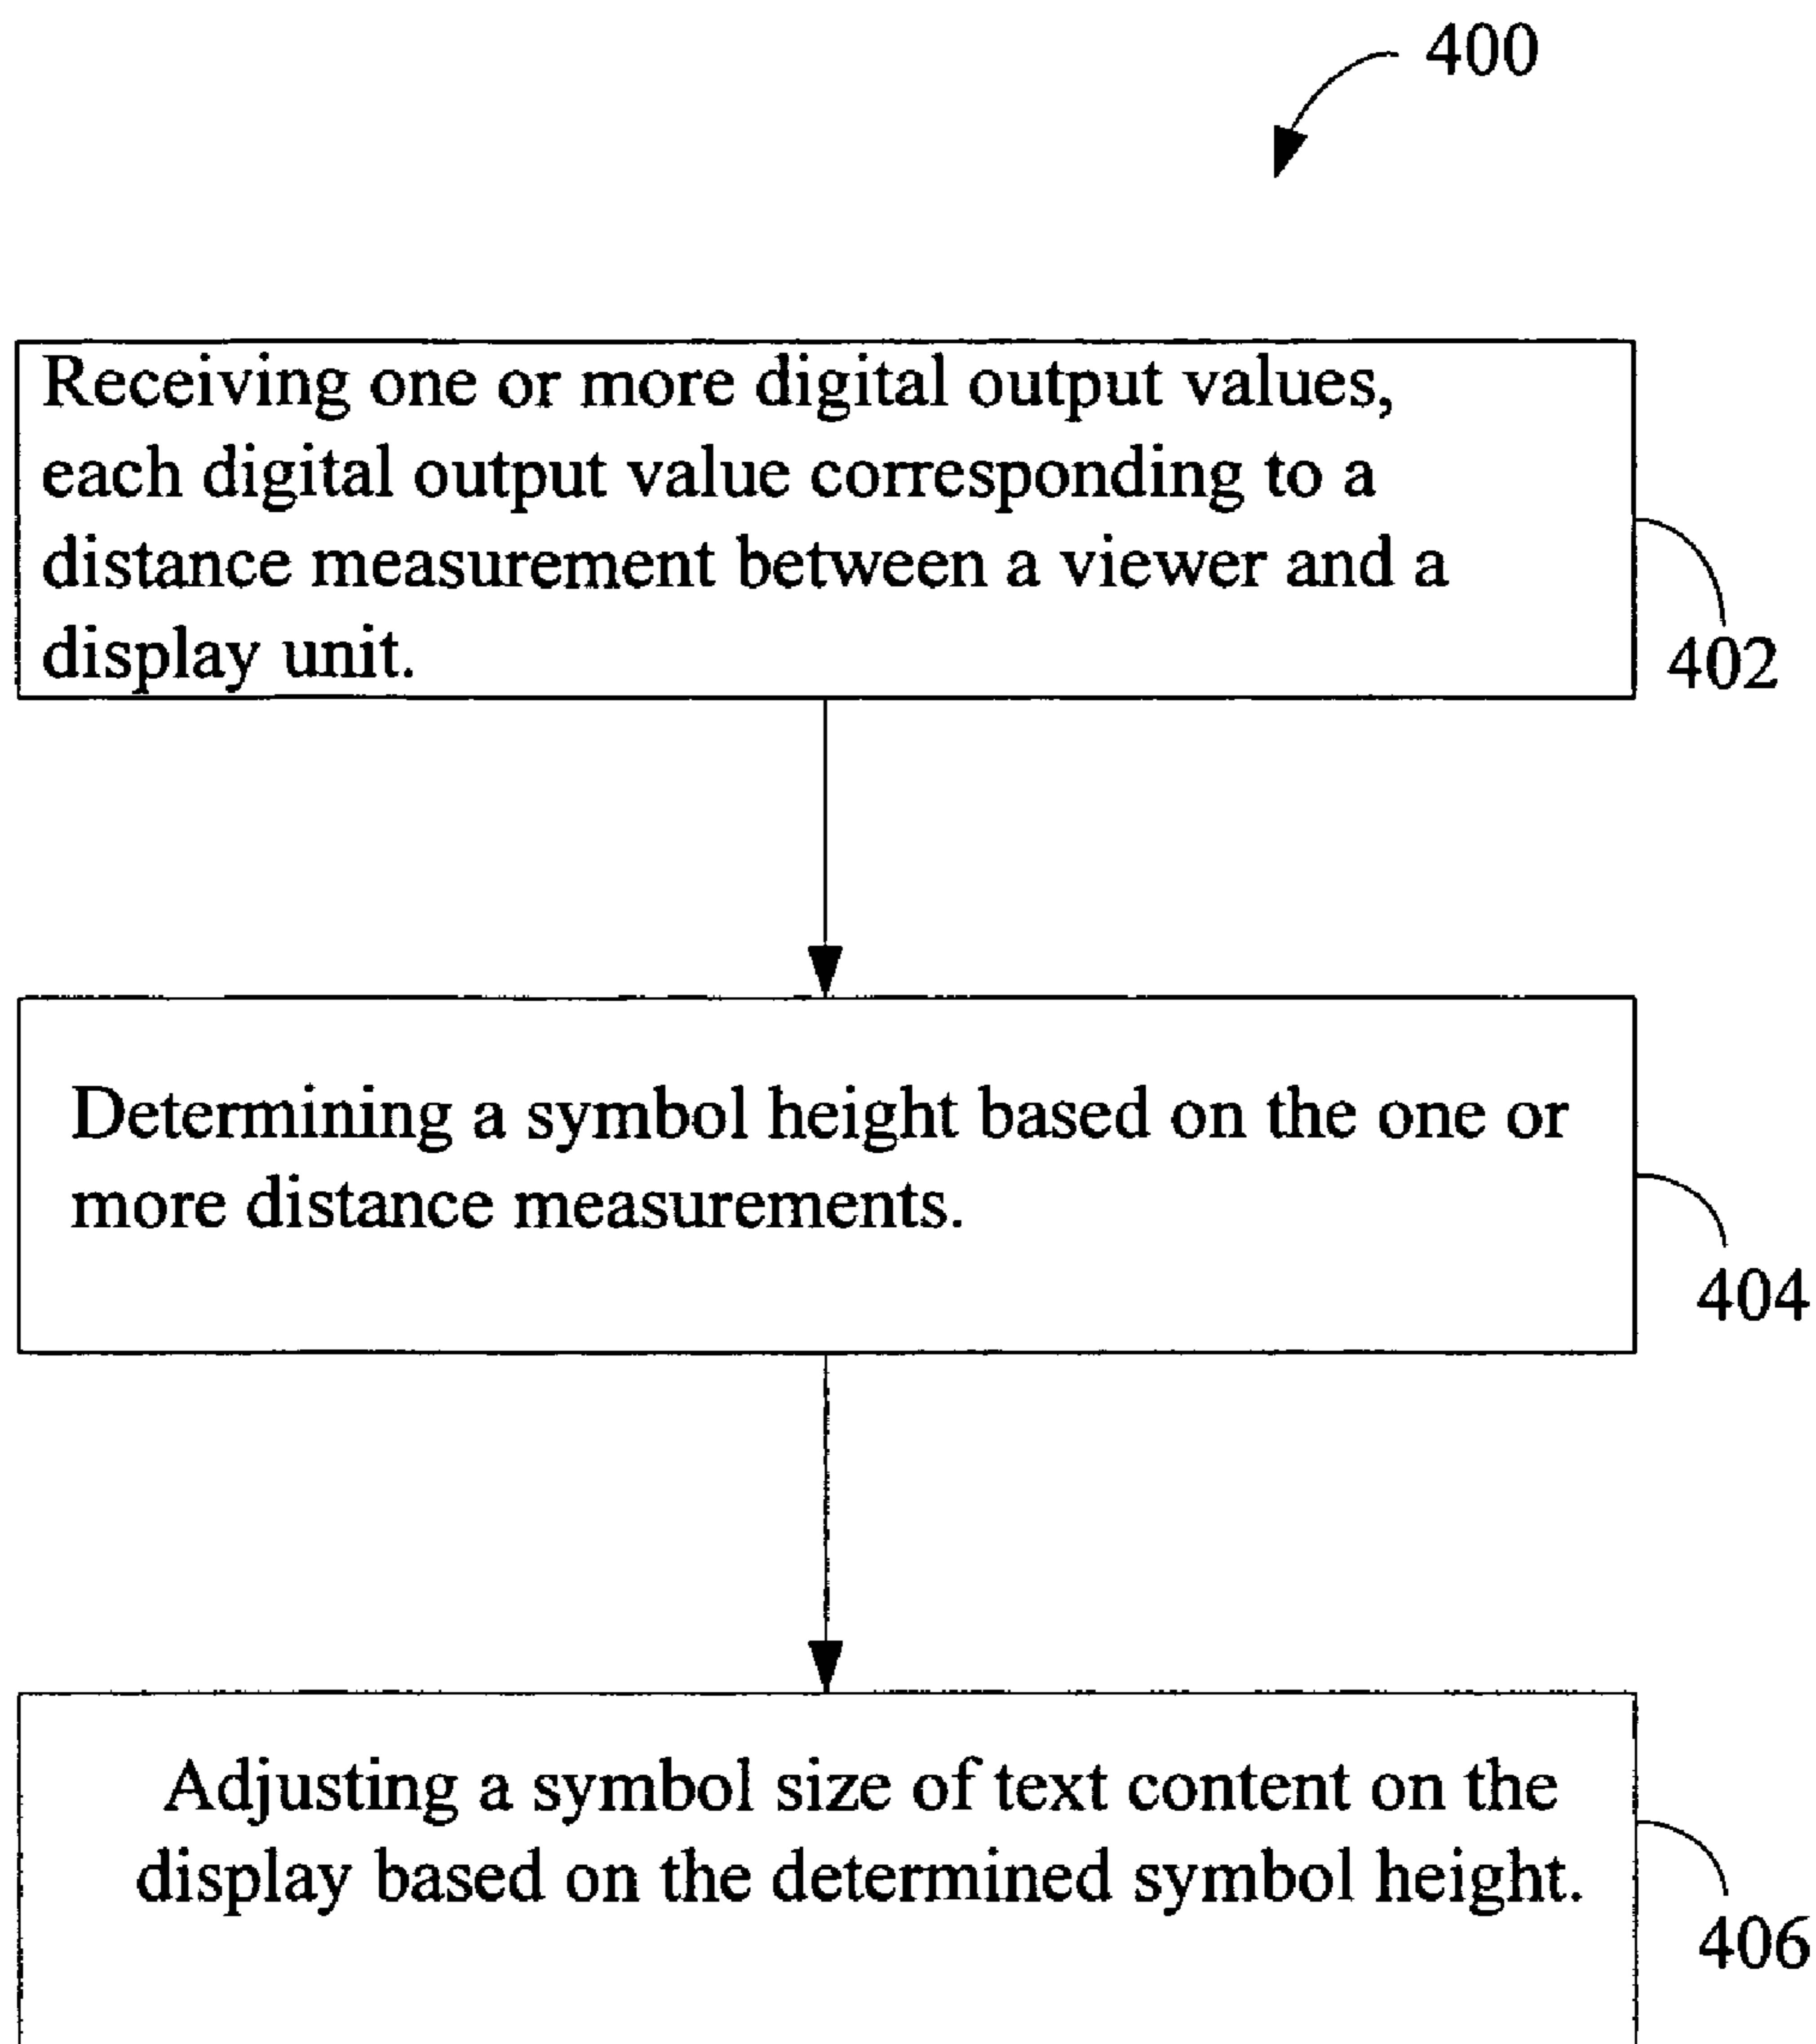 400
Receiving one or more digital output values,
each digital output value corresponding to a
distance measurement between a viewer and a
display unit.
402
Determining a symbol height based on the one or
more distance measurements.
404
Adjusting a symbol size of text content on the
display based on the determined symbol height.
406